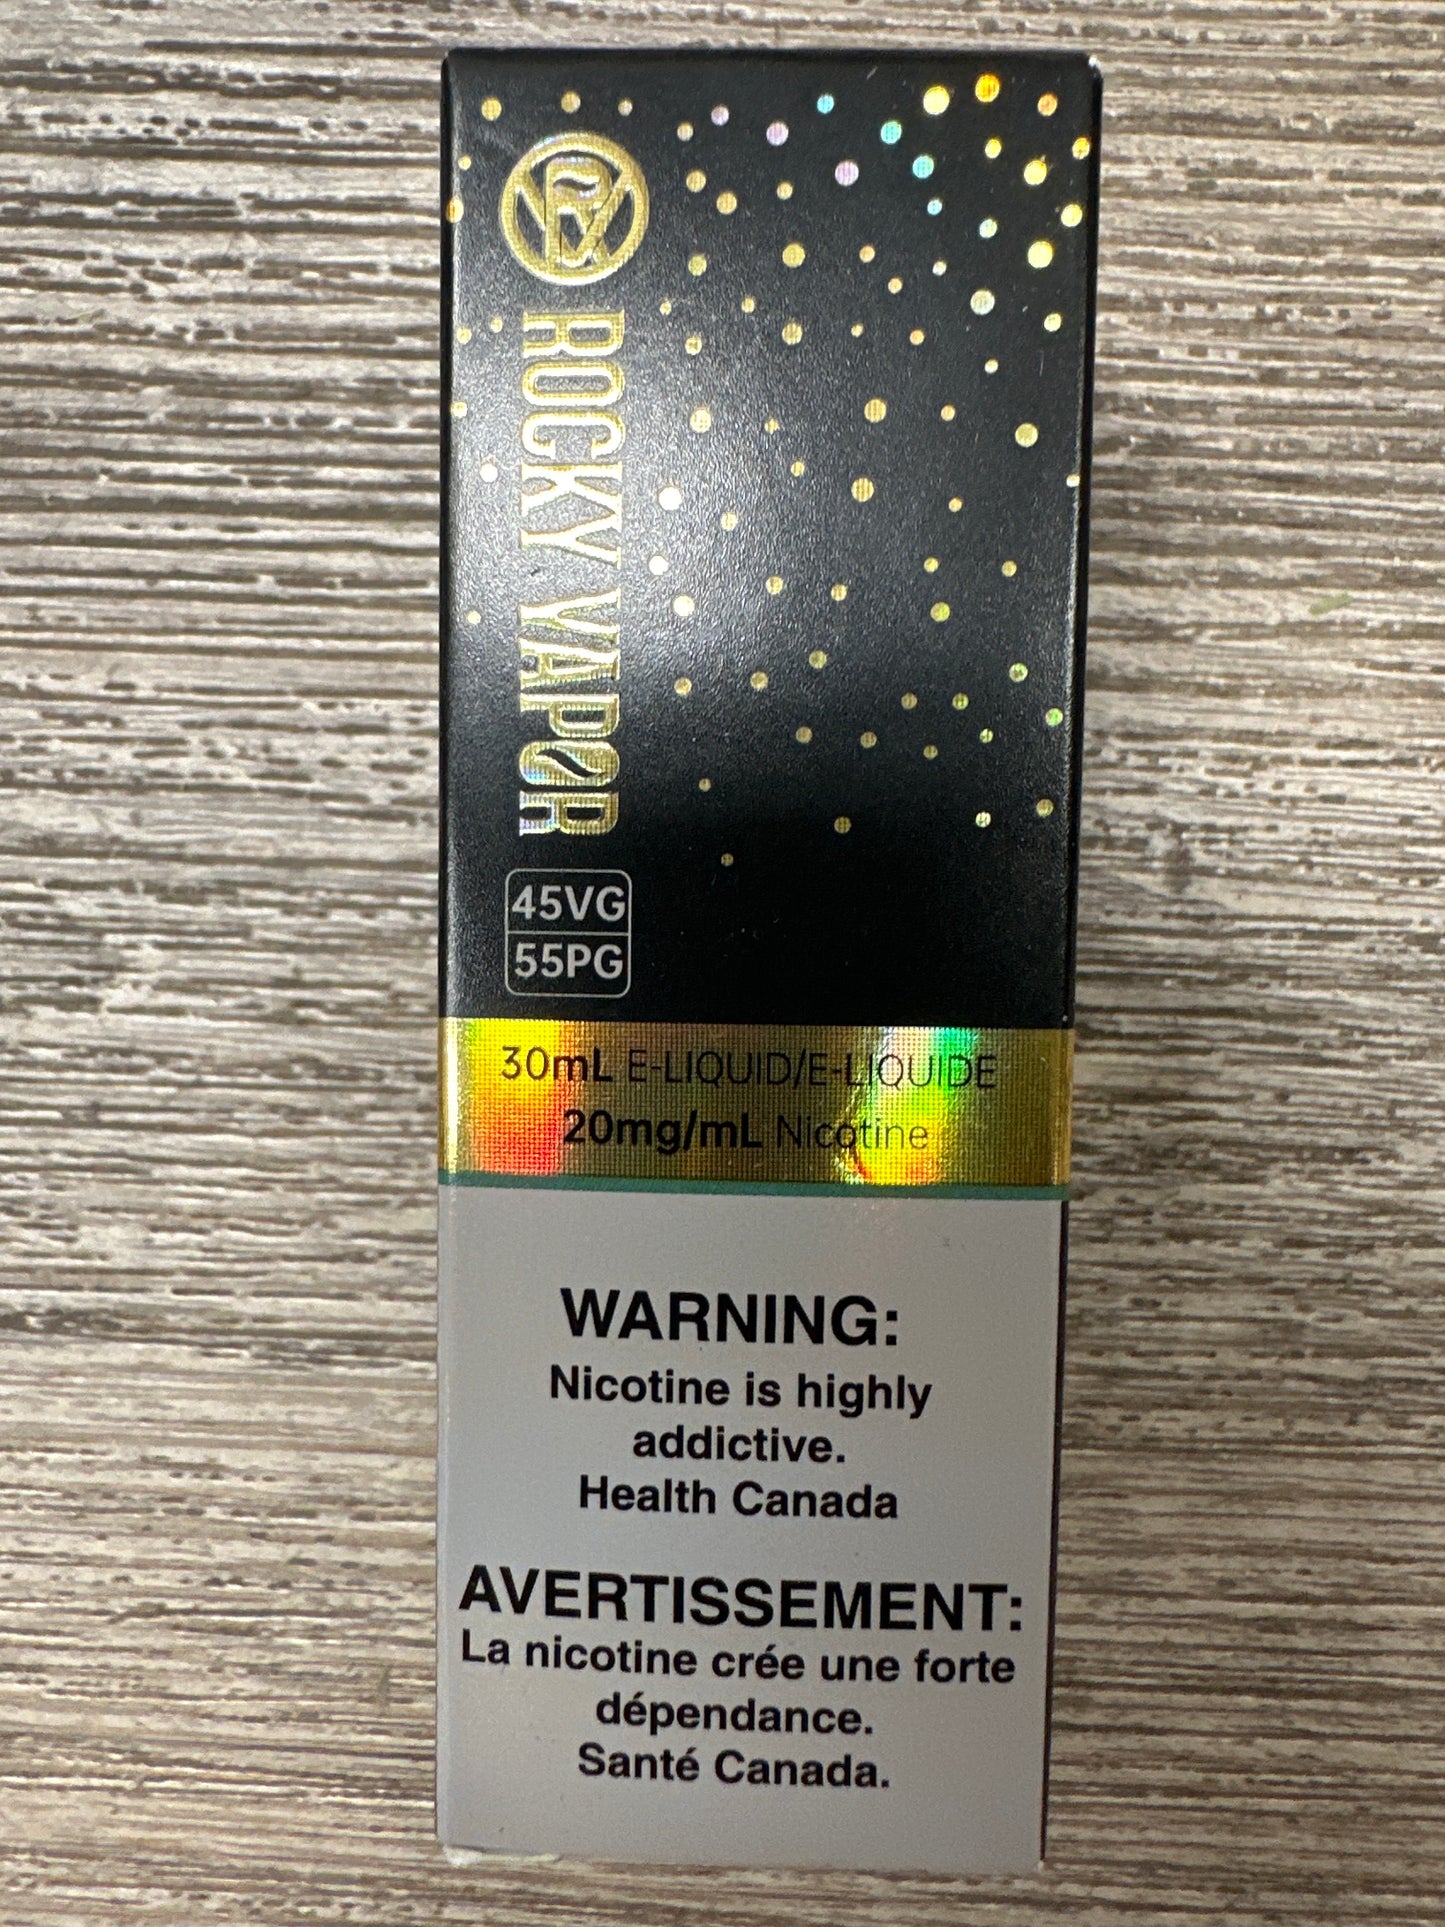 ROCKY VAPOR
45VG
55PG
30mL E-LIQUID/E-LIQUIDE
20mg/mL Nicotine
WARNING:
Nicotine is highly
addictive.
Health Canada
AVERTISSEMENT:
La nicotine crée une forte
dépendance.
Santé Canada.